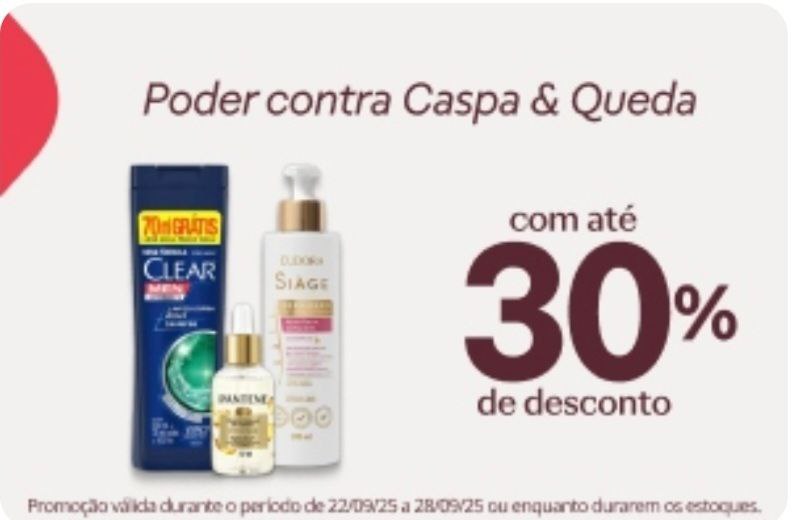 Poder contra Caspa & Queda
com até
30%
de desconto
70ml GRÁTIS
CLEAR
MEN
EUDORA
SIÀGE
PANTENE
Promoção válida durante o período de 22/09/25 a 28/09/25 ou enquanto durarem os estoques.